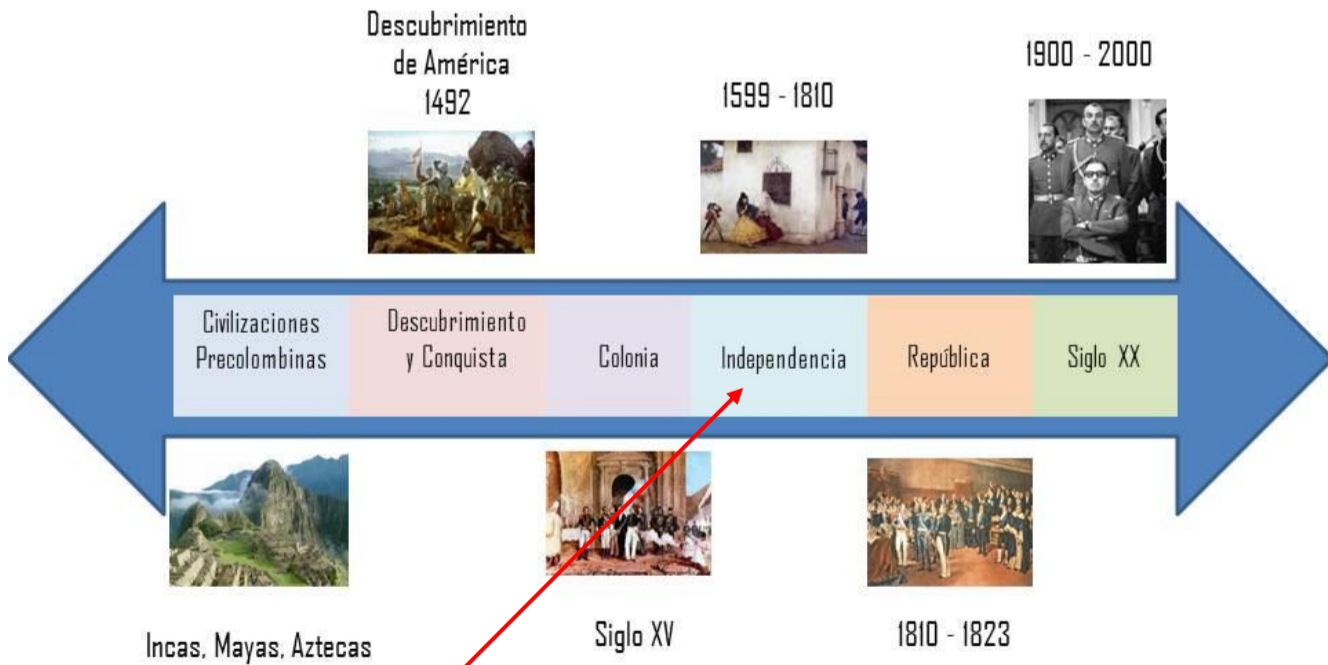 Descubrimiento
de América
1492
1599 - 1810
1900 - 2000
Civilizaciones
Precolombinas
Descubrimiento
y Conquista
Colonia
Independencia
República
Siglo XX
Incas, Mayas, Aztecas
Siglo XV
1810 - 1823